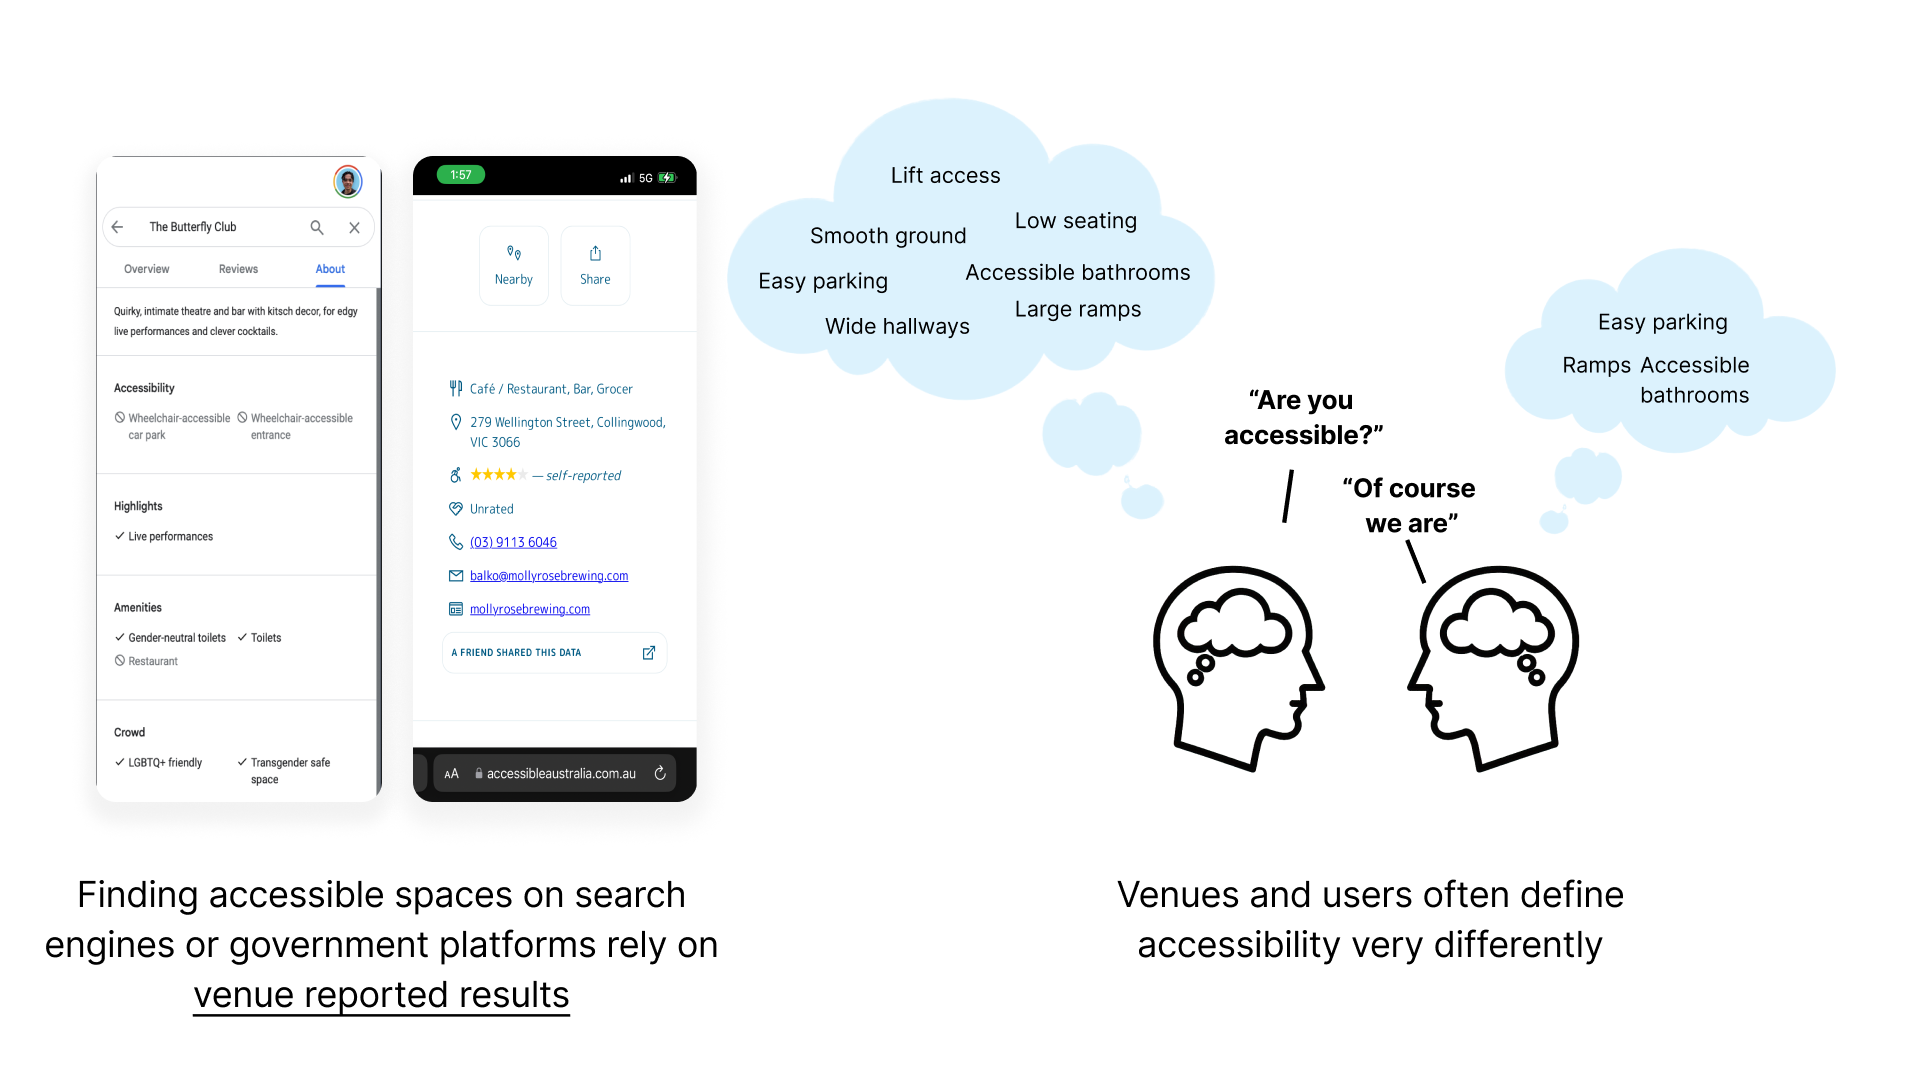 The Butterfly Club
Overview Reviews About
Quirky, intimate theatre and bar with kitsch decor, for edgy
live performances and clever cocktails.
Accessibility
Wheelchair-accessible car park
Wheelchair-accessible entrance
Highlights
Live performances
Amenities
Gender-neutral toilets Toilets
Restaurant
Crowd
LGBTQ+ friendly Transgender safe
space
1:57 5G
Nearby Share
Café / Restaurant, Bar, Grocer
279 Wellington Street, Collingwood,
VIC 3066
— self-reported
Unrated
(03) 9113 6046
balko@mollyrosebrewing.com
mollyrosebrewing.com
A FRIEND SHARED THIS DATA
AA accessibleaustralia.com.au
Finding accessible spaces on search
engines or government platforms rely on
venue reported results
Lift access
Low seating
Smooth ground
Accessible bathrooms
Easy parking
Large ramps
Wide hallways
“Are you
accessible?”
“Of course
we are”
Easy parking
Ramps Accessible
bathrooms
Venues and users often define
accessibility very differently